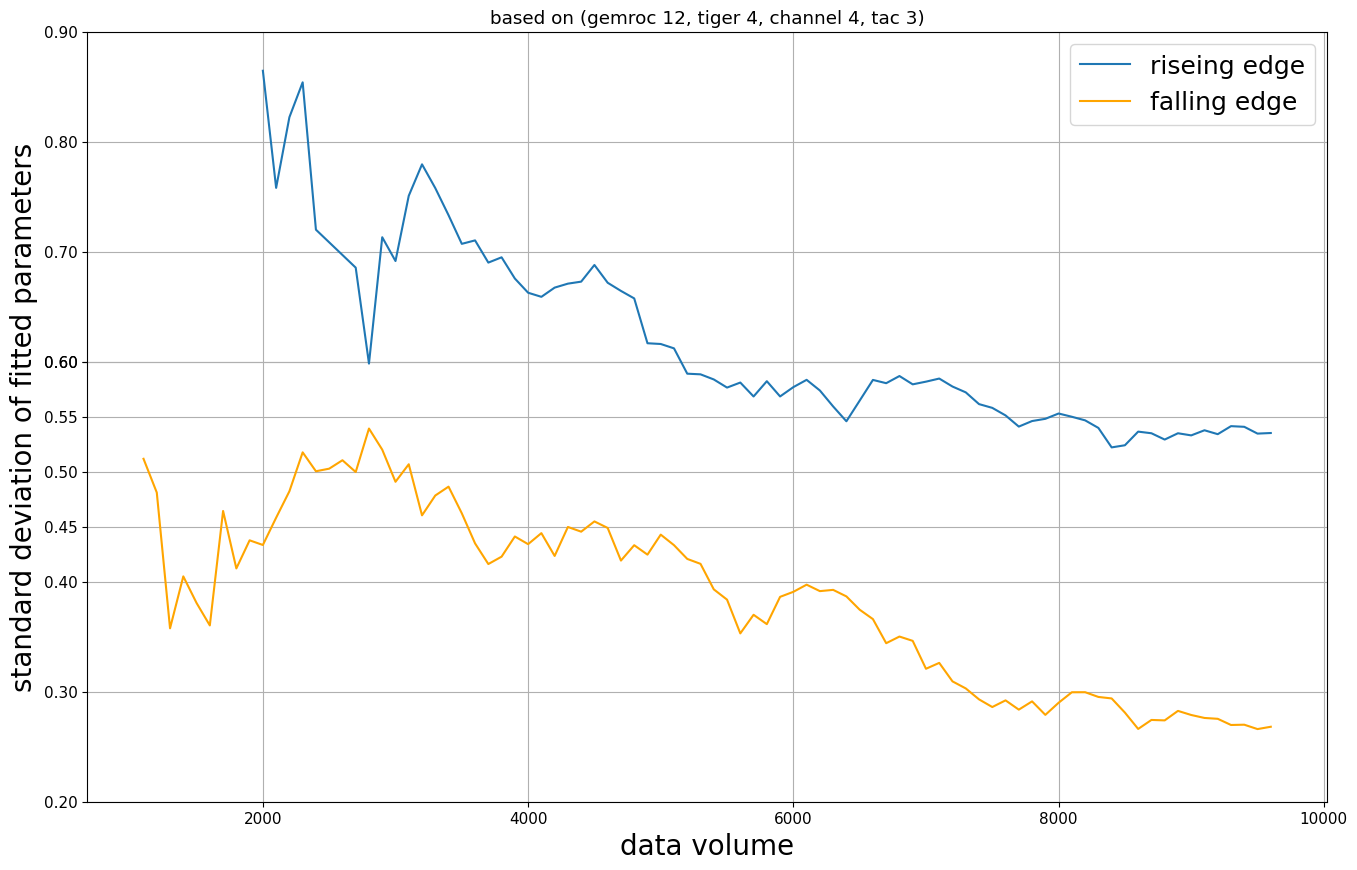 based on (gemroc 12, tiger 4, channel 4, tac 3)
riseing edge
falling edge
standard deviation of fitted parameters
0.90
0.80
0.70
0.60
0.55
0.50
0.45
0.40
0.30
0.20
2000 4000 6000 8000 10000
data volume